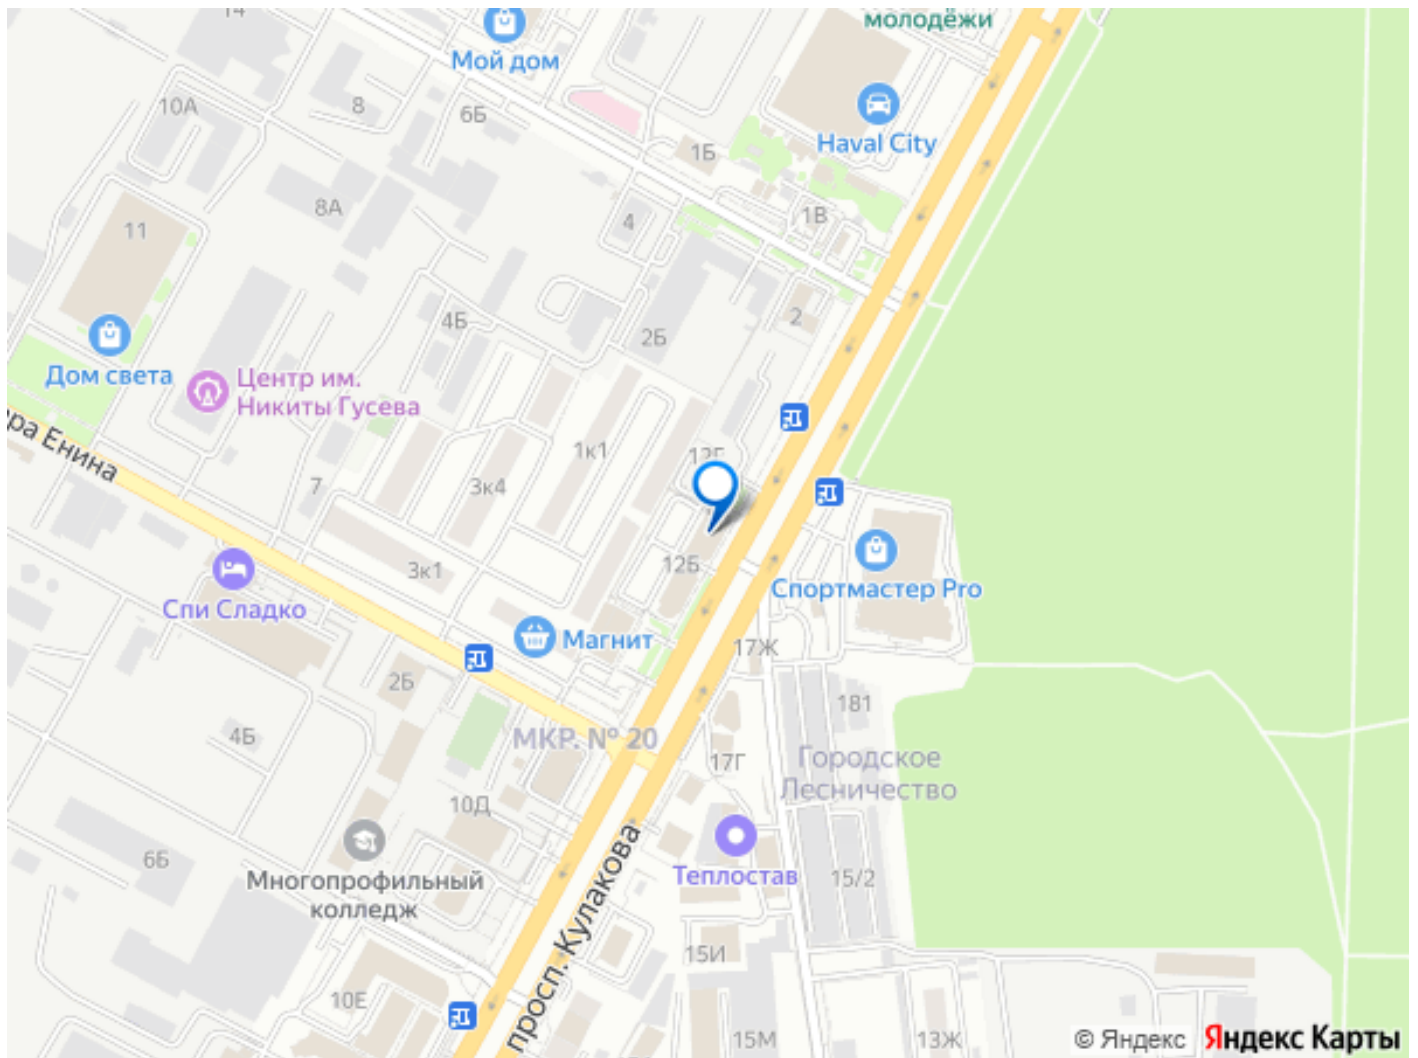 14
молодёжи
Мой дом
10А
8
6Б
Haval City
1Б
8А
4
1В
11
4Б
2Б
2
Дом света
Центр им.
Никиты Гусева
ра Енина
1к1
7
3к4
3к1
12Б
Спортмастер Pro
Спи Сладко
Магнит
17Ж
2Б
181
4Б
МКР. № 20
17Г
Городское
Лесничество
10Д
6Б
Многопрофильный
колледж
Теплостав
15/2
просп. Кулакова
15И
10Е
15М
13Ж
© Яндекс Яндекс Карты